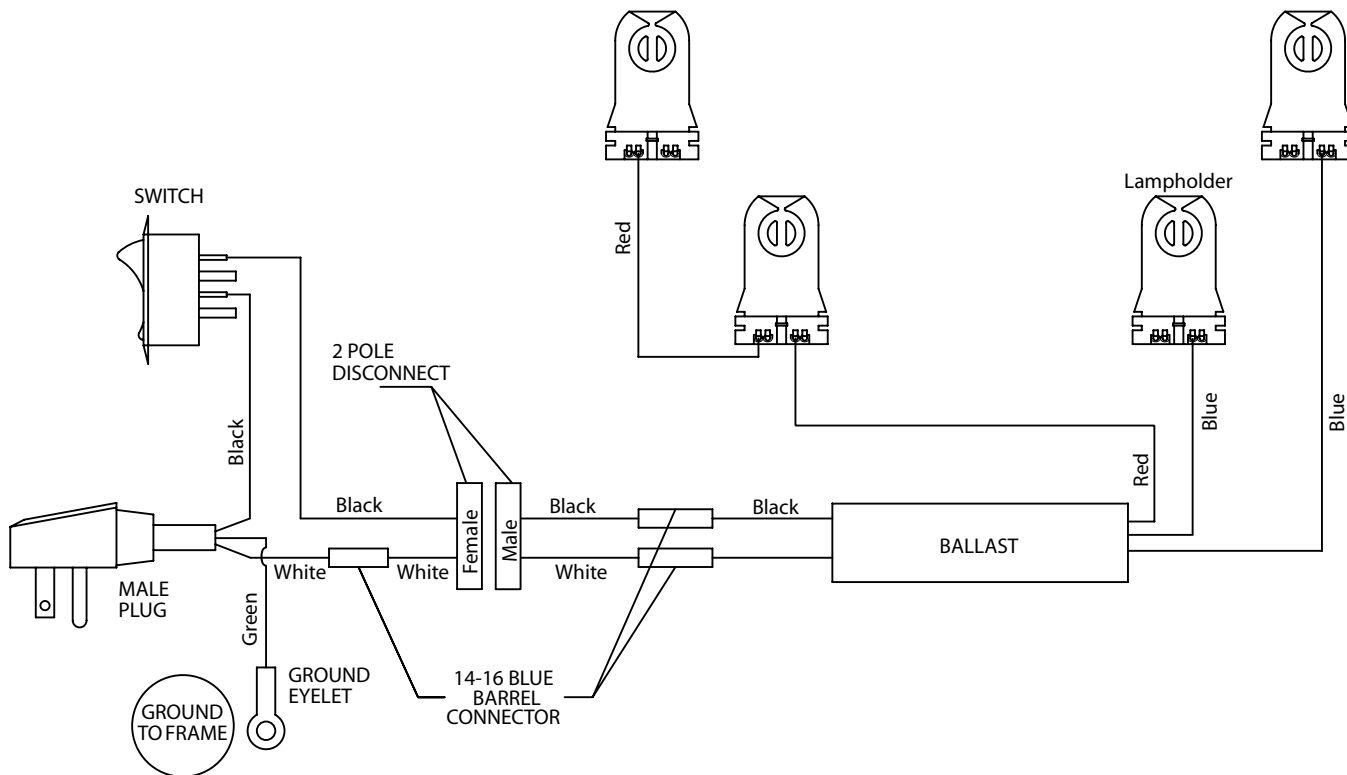 Lampholder
SWITCH
Red
2 POLE
DISCONNECT
Blue
Blue
Black
Red
Black
Black
Black
Female
Male
BALLAST
White
White
White
MALE
PLUG
Green
GROUND
EYELET
14-16 BLUE
BARREL
CONNECTOR
GROUND
TO FRAME